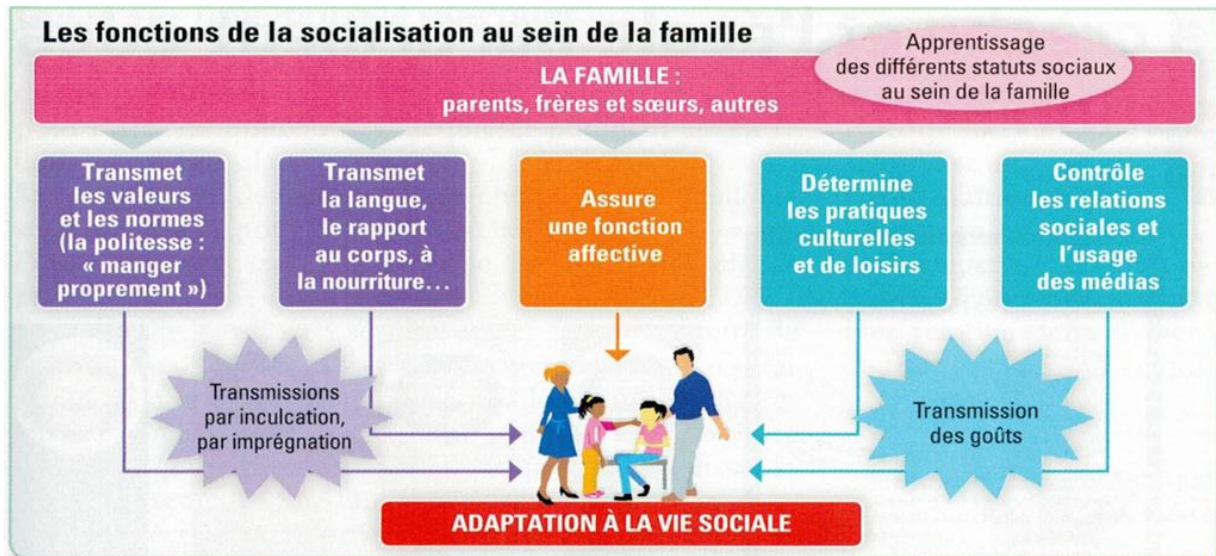 Les fonctions de la socialisation au sein de la famille
Apprentissage
des différents statuts sociaux
au sein de la famille
LA FAMILLE :
parents, frères et sœurs, autres
Transmet
les valeurs
et les normes
(la politesse :
« manger
proprement »)
Transmet
la langue,
le rapport
au corps, à
la nourriture…
Assure
une fonction
affective
Détermine
les pratiques
culturelles
et de loisirs
Contrôle
les relations
sociales et
l’usage
des médias
Transmissions
par inculcation,
par imprégnation
Transmission
des goûts
ADAPTATION À LA VIE SOCIALE